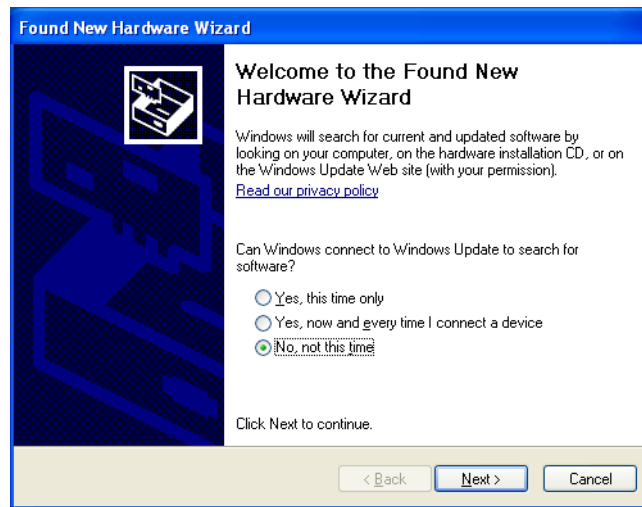 Found New Hardware Wizard
Welcome to the Found New
Hardware Wizard
Windows will search for current and updated software by
looking on your computer, on the hardware installation CD, or on
the Windows Update Web site (with your permission).
Read our privacy policy
Can Windows connect to Windows Update to search for
software?
Yes, this time only
Yes, now and every time I connect a device
No, not this time
Click Next to continue.
< Back Next > Cancel